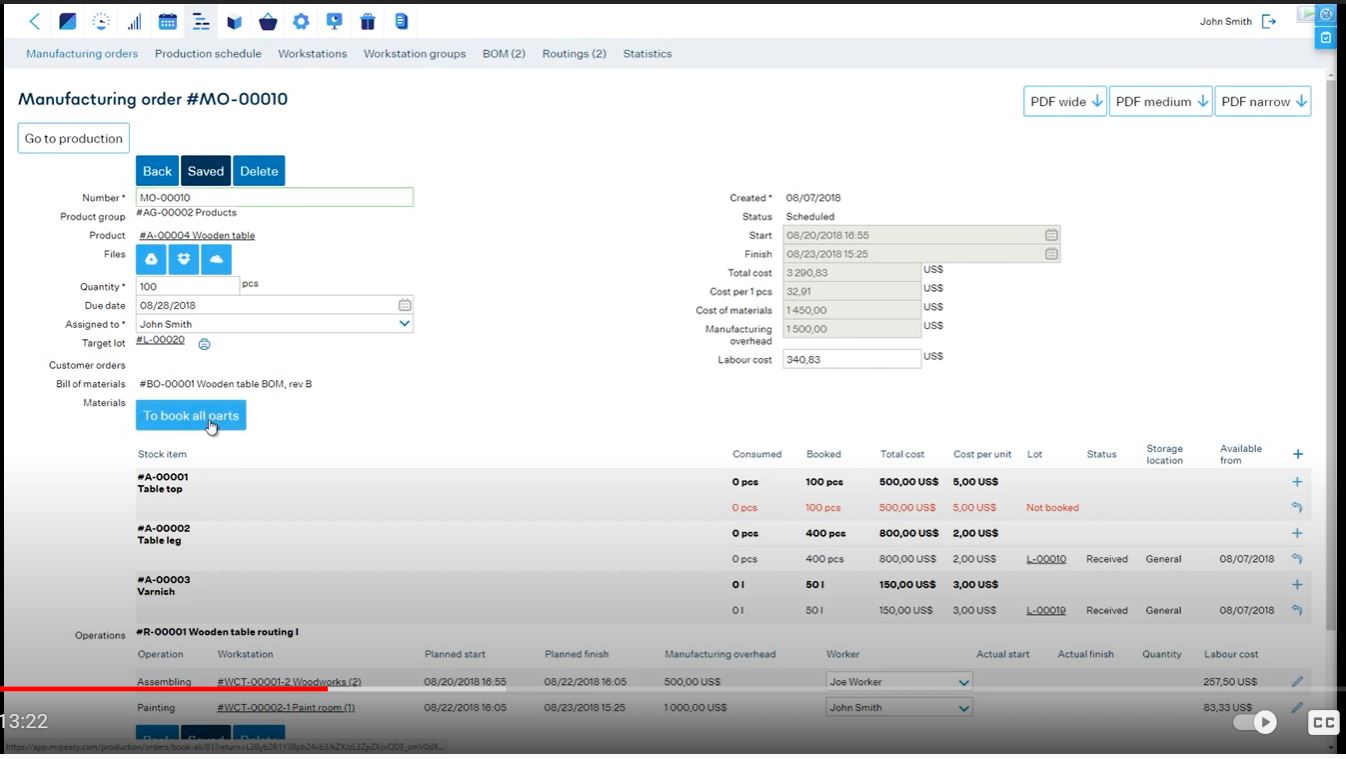 John Smith
Manufacturing orders Production schedule Workstations Workstation groups BOM (2) Routings (2) Statistics
Manufacturing order #MO-00010
PDF wide PDF medium PDF narrow
Go to production
Back Saved Delete
Number * MO-00010
Product group #AG-00002 Products
Product #A-00004 Wooden table
Files
Quantity * 100 pcs
Due date 08/28/2018
Assigned to * John Smith
Target lot #L-00020
Customer orders
Bill of materials #BO-00001 Wooden table BOM, rev B
Materials
To book all parts
Created * 08/07/2018
Status Scheduled
Start 08/20/2018 16:55
Finish 08/23/2018 15:25
Total cost 3 290,83 US$
Cost per 1 pcs 32,91 US$
Cost of materials 1 450,00 US$
Manufacturing overhead 1 500,00 US$
Labour cost 340,83 US$
Stock item Consumed Booked Total cost Cost per unit Lot Status Storage location Available from
#A-00001
Table top 0 pcs 100 pcs 500,00 US$ 5,00 US$
0 pcs 100 pcs 500,00 US$ 5,00 US$ Not booked
#A-00002
Table leg 0 pcs 400 pcs 800,00 US$ 2,00 US$
0 pcs 400 pcs 800,00 US$ 2,00 US$ L-00010 Received General 08/07/2018
#A-00003
Varnish 0 l 50 l 150,00 US$ 3,00 US$
0 l 50 l 150,00 US$ 3,00 US$ L-00019 Received General 08/07/2018
Operations #R-00001 Wooden table routing I
Operation Workstation Planned start Planned finish Manufacturing overhead Worker Actual start Actual finish Quantity Labour cost
Assembling #WCT-00001-2 Woodworks (2) 08/20/2018 16:55 08/22/2018 16:05 500,00 US$ Joe Worker 257,50 US$
Painting #WCT-00002-1 Paint room (1) 08/22/2018 16:05 08/23/2018 15:25 1 000,00 US$ John Smith 83,33 US$
13:22
Back Saved Delete
CC